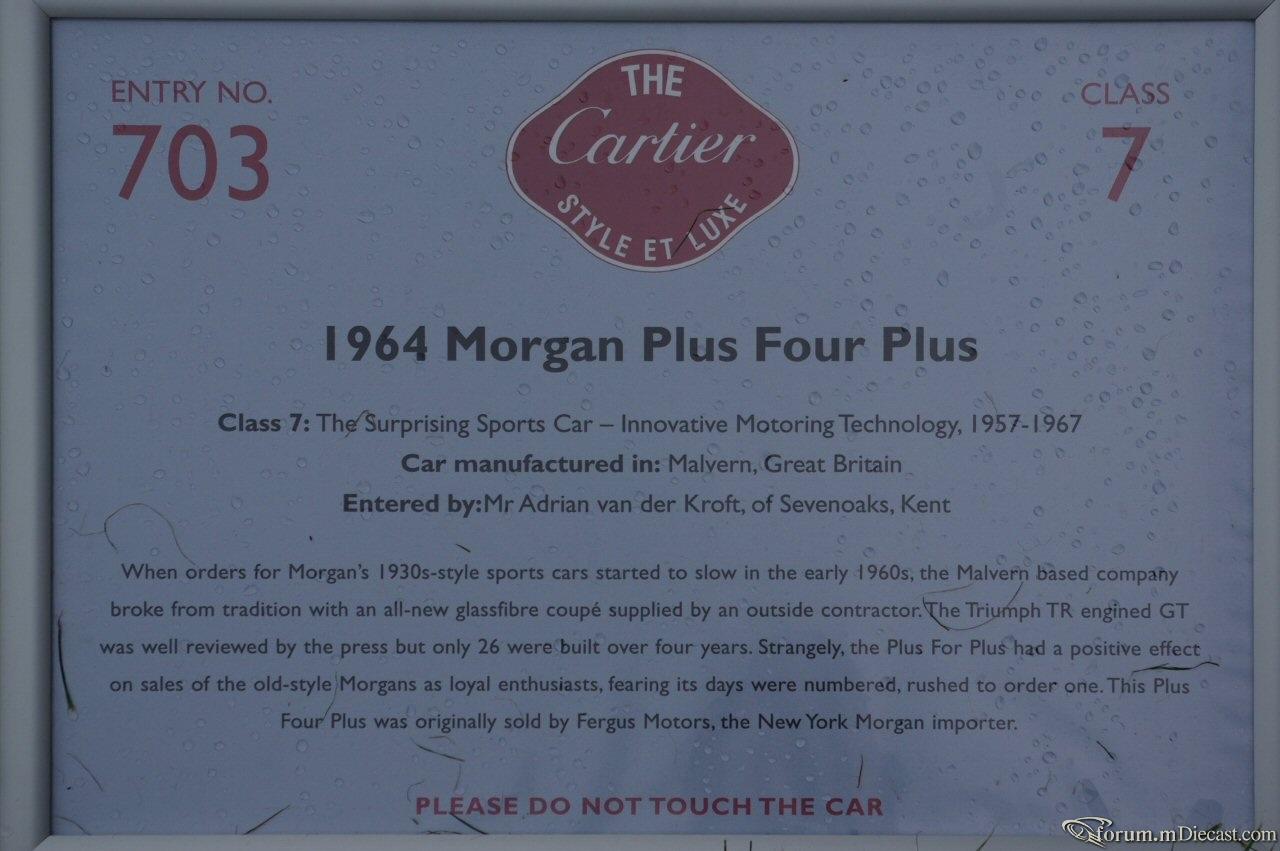 ENTRY NO.
703
THE
Cartier
STYLE ET LUXE
CLASS
7
1964 Morgan Plus Four Plus
Class 7: The Surprising Sports Car – Innovative Motoring Technology, 1957-1967
Car manufactured in: Malvern, Great Britain
Entered by:Mr Adrian van der Kroft, of Sevenoaks, Kent
When orders for Morgan's 1930s-style sports cars started to slow in the early 1960s, the Malvern based company
broke from tradition with an all-new glassfibre coupé supplied by an outside contractor. The Triumph TR engined GT
was well reviewed by the press but only 26 were built over four years. Strangely, the Plus For Plus had a positive effect
on sales of the old-style Morgans as loyal enthusiasts, fearing its days were numbered, rushed to order one. This Plus
Four Plus was originally sold by Fergus Motors, the New York Morgan importer.
PLEASE DO NOT TOUCH THE CAR
forum.mDiecast.com